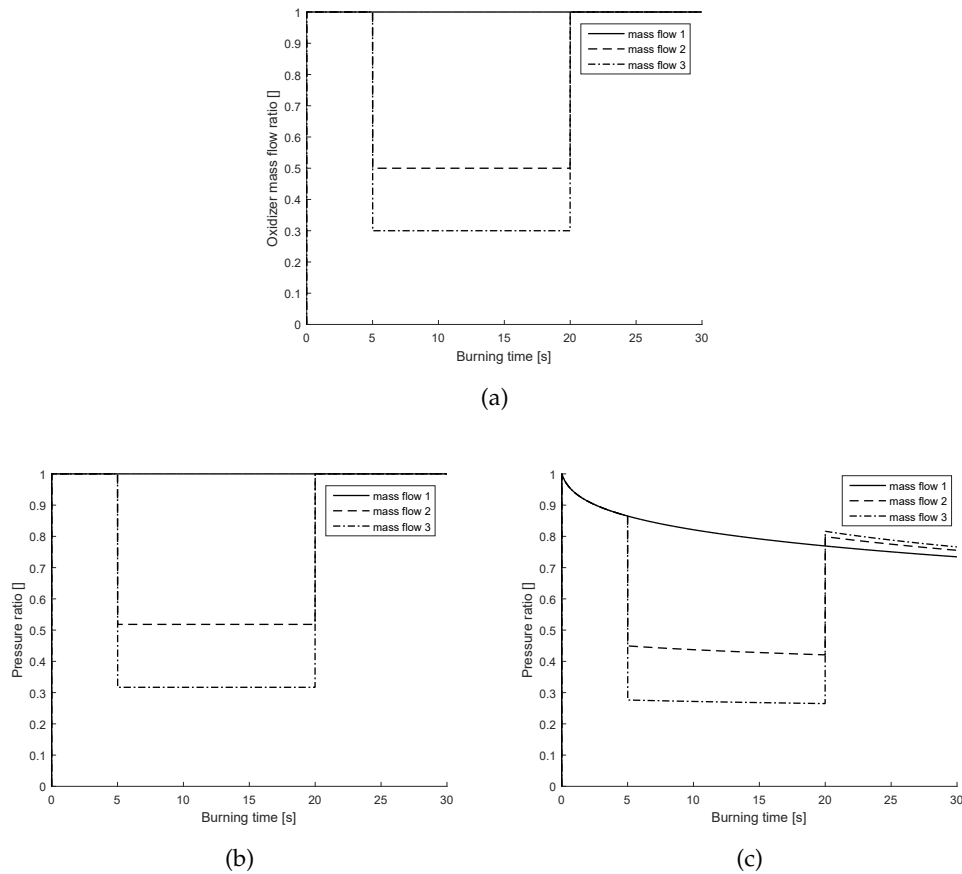 1
0.9
0.8
0.7
0.6
0.5
0.4
0.3
0.2
0.1
0
Oxidizer mass flow ratio []
mass flow 1
mass flow 2
mass flow 3
0 5 10 15 20 25 30
Burning time [s]
(a)
1
0.9
0.8
0.7
0.6
0.5
0.4
0.3
0.2
0.1
0
Pressure ratio []
mass flow 1
mass flow 2
mass flow 3
0 5 10 15 20 25 30
Burning time [s]
(b)
1
0.9
0.8
0.7
0.6
0.5
0.4
0.3
0.2
0.1
0
Pressure ratio []
mass flow 1
mass flow 2
mass flow 3
0 5 10 15 20 25 30
Burning time [s]
(c)